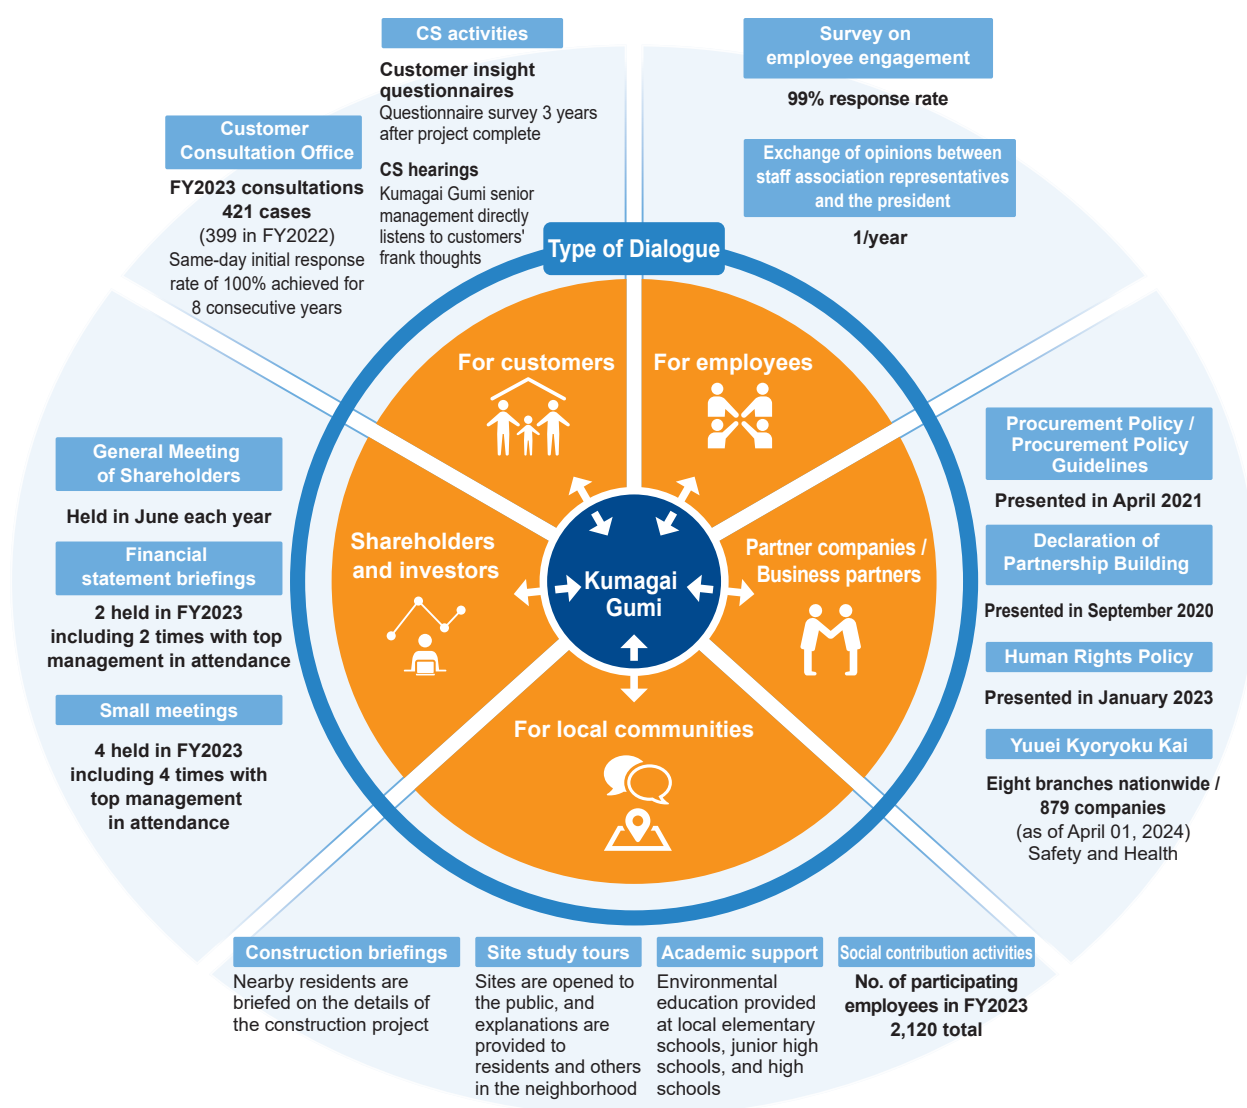 CS activities
Customer insight
questionnaires
Questionnaire survey 3 years
after project complete
CS hearings
Kumagai Gumi senior
management directly
listens to customers'
frank thoughts
Customer
Consultation Office
FY2023 consultations
421 cases
(399 in FY2022)
Same-day initial response
rate of 100% achieved for
8 consecutive years
Survey on
employee engagement
99% response rate
Exchange of opinions between
staff association representatives
and the president
1/year
Type of Dialogue
For customers
For employees
Shareholders
and investors
Kumagai
Gumi
Partner companies /
Business partners
For local communities
General Meeting
of Shareholders
Held in June each year
Financial
statement briefings
2 held in FY2023
including 2 times with top
management in attendance
Small meetings
4 held in FY2023
including 4 times with
top management
in attendance
Procurement Policy /
Procurement Policy
Guidelines
Presented in April 2021
Declaration of
Partnership Building
Presented in September 2020
Human Rights Policy
Presented in January 2023
Yuuei Kyoryoku Kai
Eight branches nationwide /
879 companies
(as of April 01, 2024)
Safety and Health
Construction briefings
Nearby residents are
briefed on the details of
the construction project
Site study tours
Sites are opened to
the public, and
explanations are
provided to
residents and others
in the neighborhood
Academic support
Environmental
education provided
at local elementary
schools, junior high
schools, and high
schools
Social contribution activities
No. of participating
employees in FY2023
2,120 total